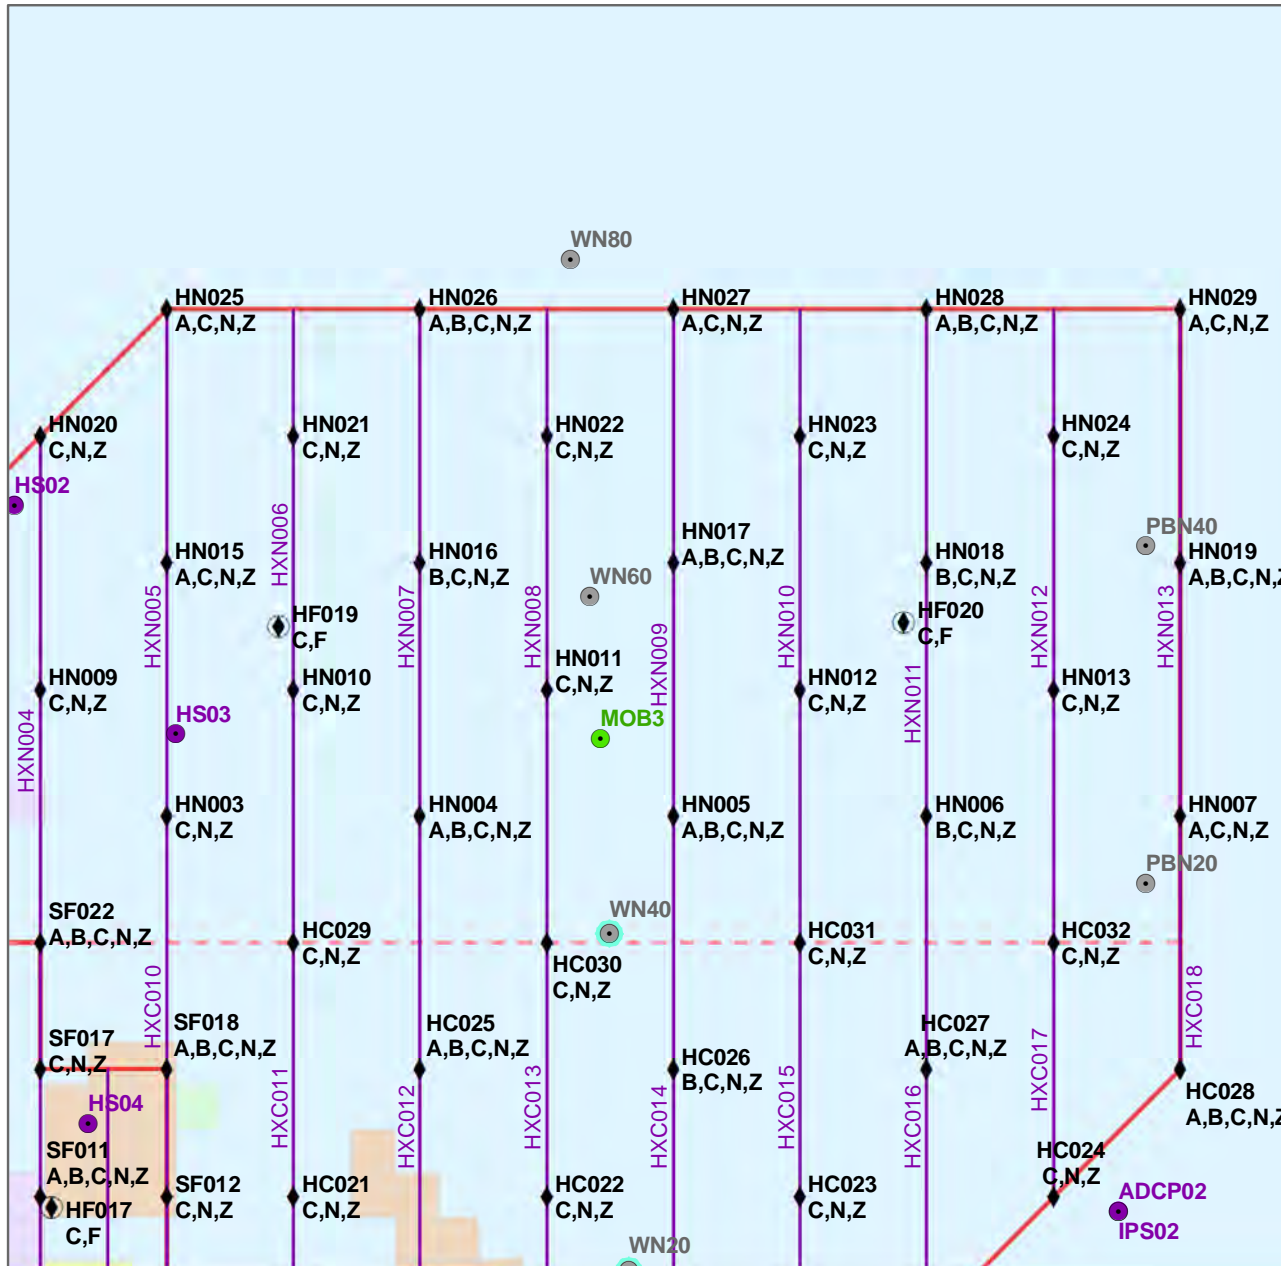 WN80
HN025
A,C,N,Z
HN026
A,B,C,N,Z
HN027
A,C,N,Z
HN028
A,B,C,N,Z
HN029
A,C,N,Z
HN020
C,N,Z
HN021
C,N,Z
HN022
C,N,Z
HN023
C,N,Z
HN024
C,N,Z
HS02
HXN006
HN015
A,C,N,Z
HN016
B,C,N,Z
HN017
A,B,C,N,Z
HN018
B,C,N,Z
PBN40
HN019
A,B,C,N,Z
WN60
HXN005
HXN007
HXN008
HXN009
HXN010
HXN012
HXN013
HF019
C,F
HF020
C,F
HN009
C,N,Z
HN010
C,N,Z
HN011
C,N,Z
HN012
C,N,Z
HXN011
HN013
C,N,Z
HXN004
HS03
MOB3
HN003
C,N,Z
HN004
A,B,C,N,Z
HN005
A,B,C,N,Z
HN006
B,C,N,Z
HN007
A,C,N,Z
PBN20
SF022
A,B,C,N,Z
HC029
C,N,Z
HC030
C,N,Z
WN40
HC031
C,N,Z
HC032
C,N,Z
HXC010
HXC018
SF017
C,N,Z
SF018
A,B,C,N,Z
HC025
A,B,C,N,Z
HC026
B,C,N,Z
HC027
A,B,C,N,Z
HC028
A,B,C,N,Z
HXC011
HXC012
HXC013
HXC014
HXC015
HXC016
HXC017
HS04
SF011
A,B,C,N,Z
HF017
C,F
SF012
C,N,Z
HC021
C,N,Z
HC022
C,N,Z
HC023
C,N,Z
HC024
C,N,Z
ADCP02
IPS02
WN20